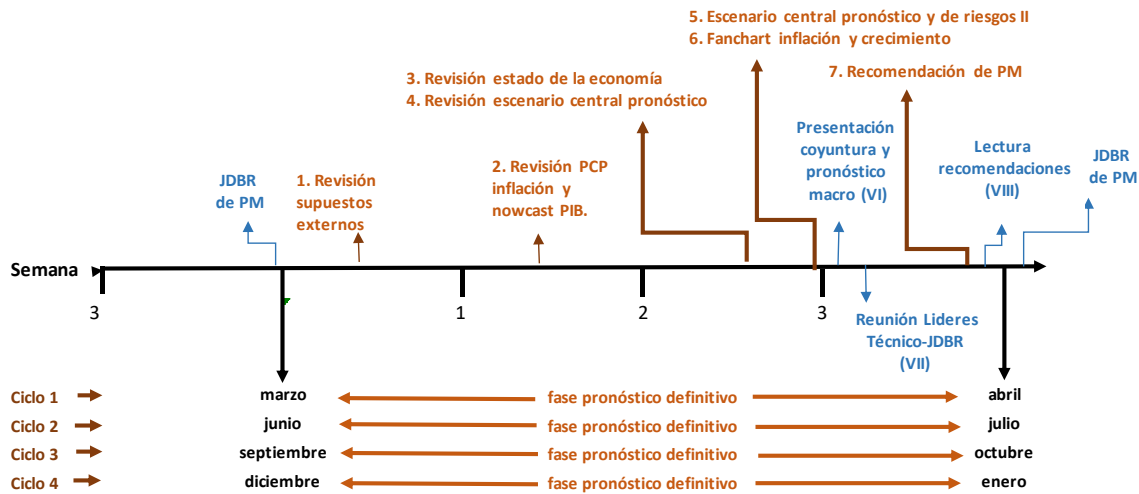 5. Escenario central pronóstico y de riesgos II
6. Fanchart inflación y crecimiento
3. Revisión estado de la economía
4. Revisión escenario central pronóstico
7. Recomendación de PM
Presentación
coyuntura y
pronóstico
macro (VI)
Lectura
recomendaciones
(VIII)
JDBR
de PM
JDBR
de PM
1. Revisión
supuestos
externos
2. Revisión PCP
inflación y
nowcast PIB.
Semana
3
1
2
3
Reunión Lideres
Técnico-JDBR
(VII)
Ciclo 1 marzo fase pronóstico definitivo abril
Ciclo 2 junio fase pronóstico definitivo julio
Ciclo 3 septiembre fase pronóstico definitivo octubre
Ciclo 4 diciembre fase pronóstico definitivo enero